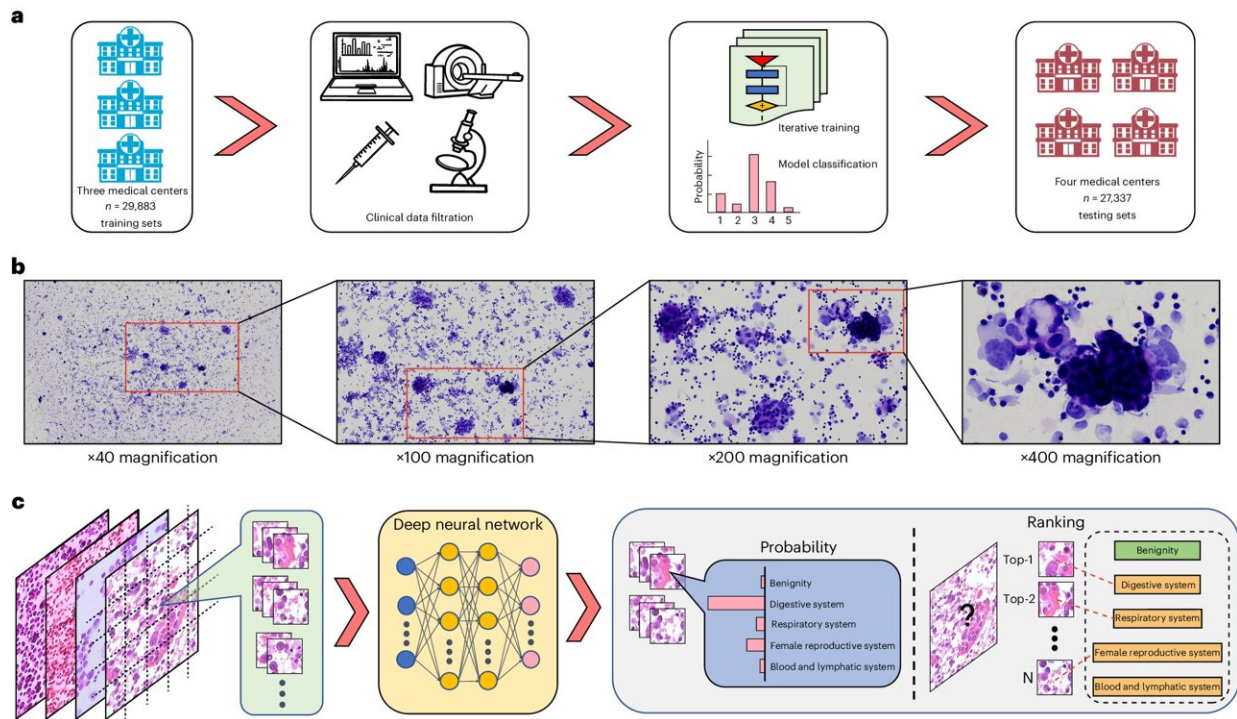 a
Three medical centers
n = 29,883
training sets
Clinical data filtration
Iterative training
Model classification
Probability
1 2 3 4 5
Four medical centers
n = 27,337
testing sets
b
×40 magnification
×100 magnification
×200 magnification
×400 magnification
c
Deep neural network
Probability
Benignity
Digestive system
Respiratory system
Female reproductive system
Blood and lymphatic system
Ranking
?
Top-1
Top-2
N
Benignity
Digestive system
Respiratory system
Female reproductive system
Blood and lymphatic system